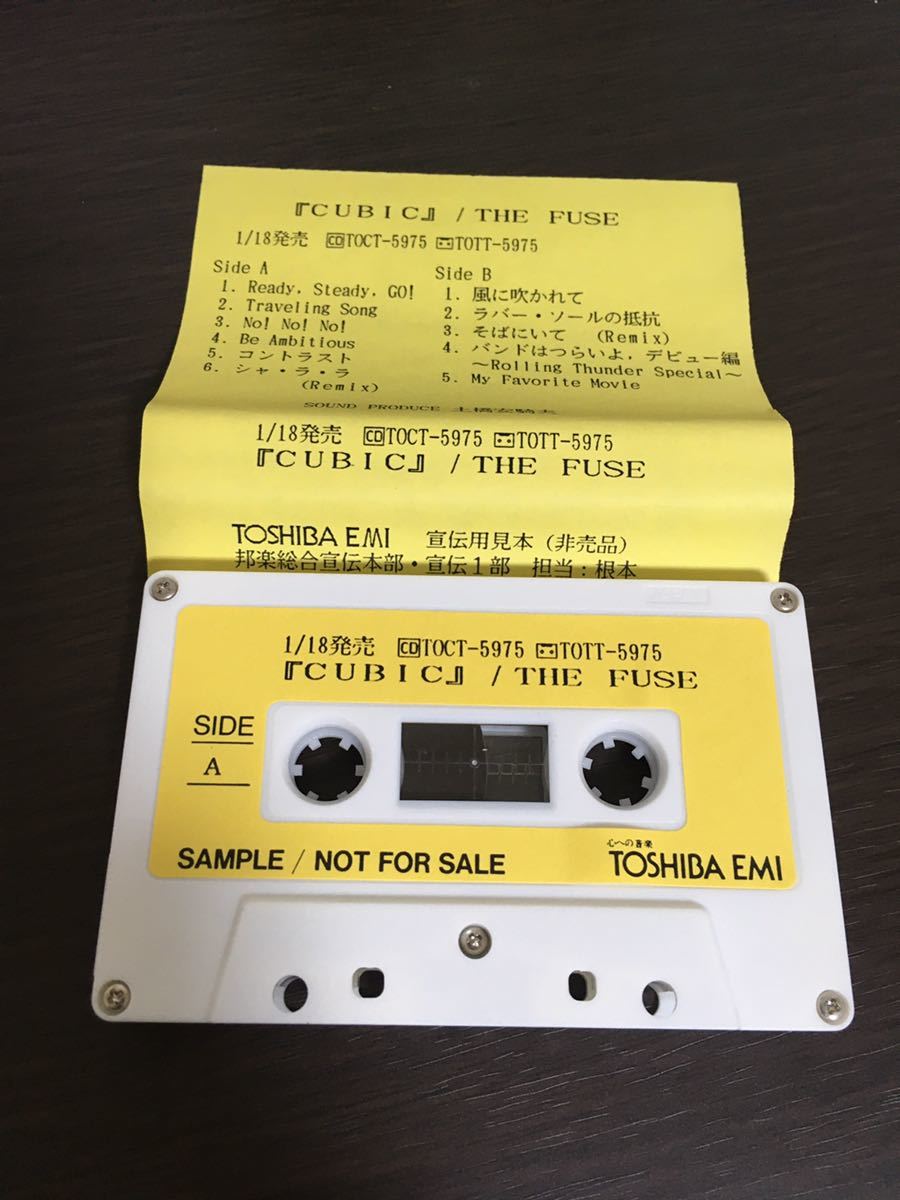 『CUBIC』 / THE FUSE
1/18発売 CD TOCT-5975 TOTT-5975
Side A
1. Ready, Steady, GO!
2. Traveling Song
3. No! No! No!
4. Be Ambitious
5. コントラスト
6. シャ・ラ・ラ
(Remix)
Side B
1. 風に吹かれて
2. ラバー・ソールの抵抗
3. そばにいて (Remix)
4. バンドはつらいよ, デビュー編
～Rolling Thunder Special～
5. My Favorite Movie
SOUND PRODUCE 土橋安騎夫
1/18発売 CD TOCT-5975 TOTT-5975
『CUBIC』 / THE FUSE
TOSHIBA EMI 宣伝用見本 (非売品)
邦楽総合宣伝本部・宣伝1部 担当：根本
1/18発売 CD TOCT-5975 TOTT-5975
『CUBIC』 / THE FUSE
SIDE
A
SAMPLE / NOT FOR SALE
心への音楽
TOSHIBA EMI